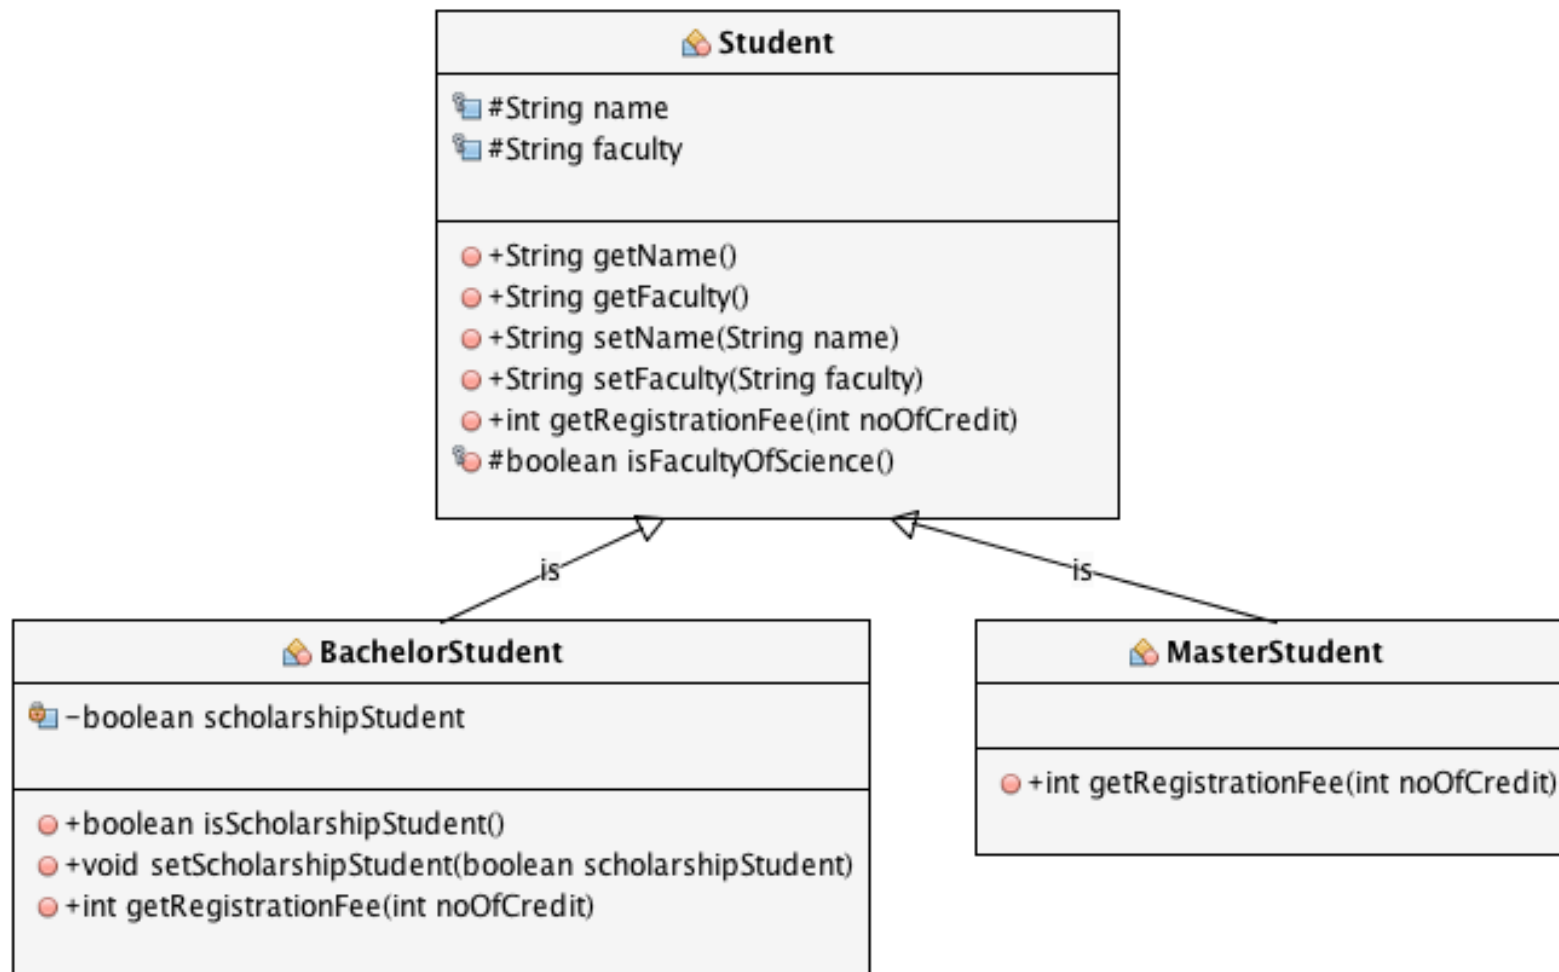 Student
#String name
#String faculty
+String getName()
+String getFaculty()
+String setName(String name)
+String setFaculty(String faculty)
+int getRegistrationFee(int noOfCredit)
#boolean isFacultyOfScience()
is
is
BachelorStudent
-boolean scholarshipStudent
+boolean isScholarshipStudent()
+void setScholarshipStudent(boolean scholarshipStudent)
+int getRegistrationFee(int noOfCredit)
MasterStudent
+int getRegistrationFee(int noOfCredit)